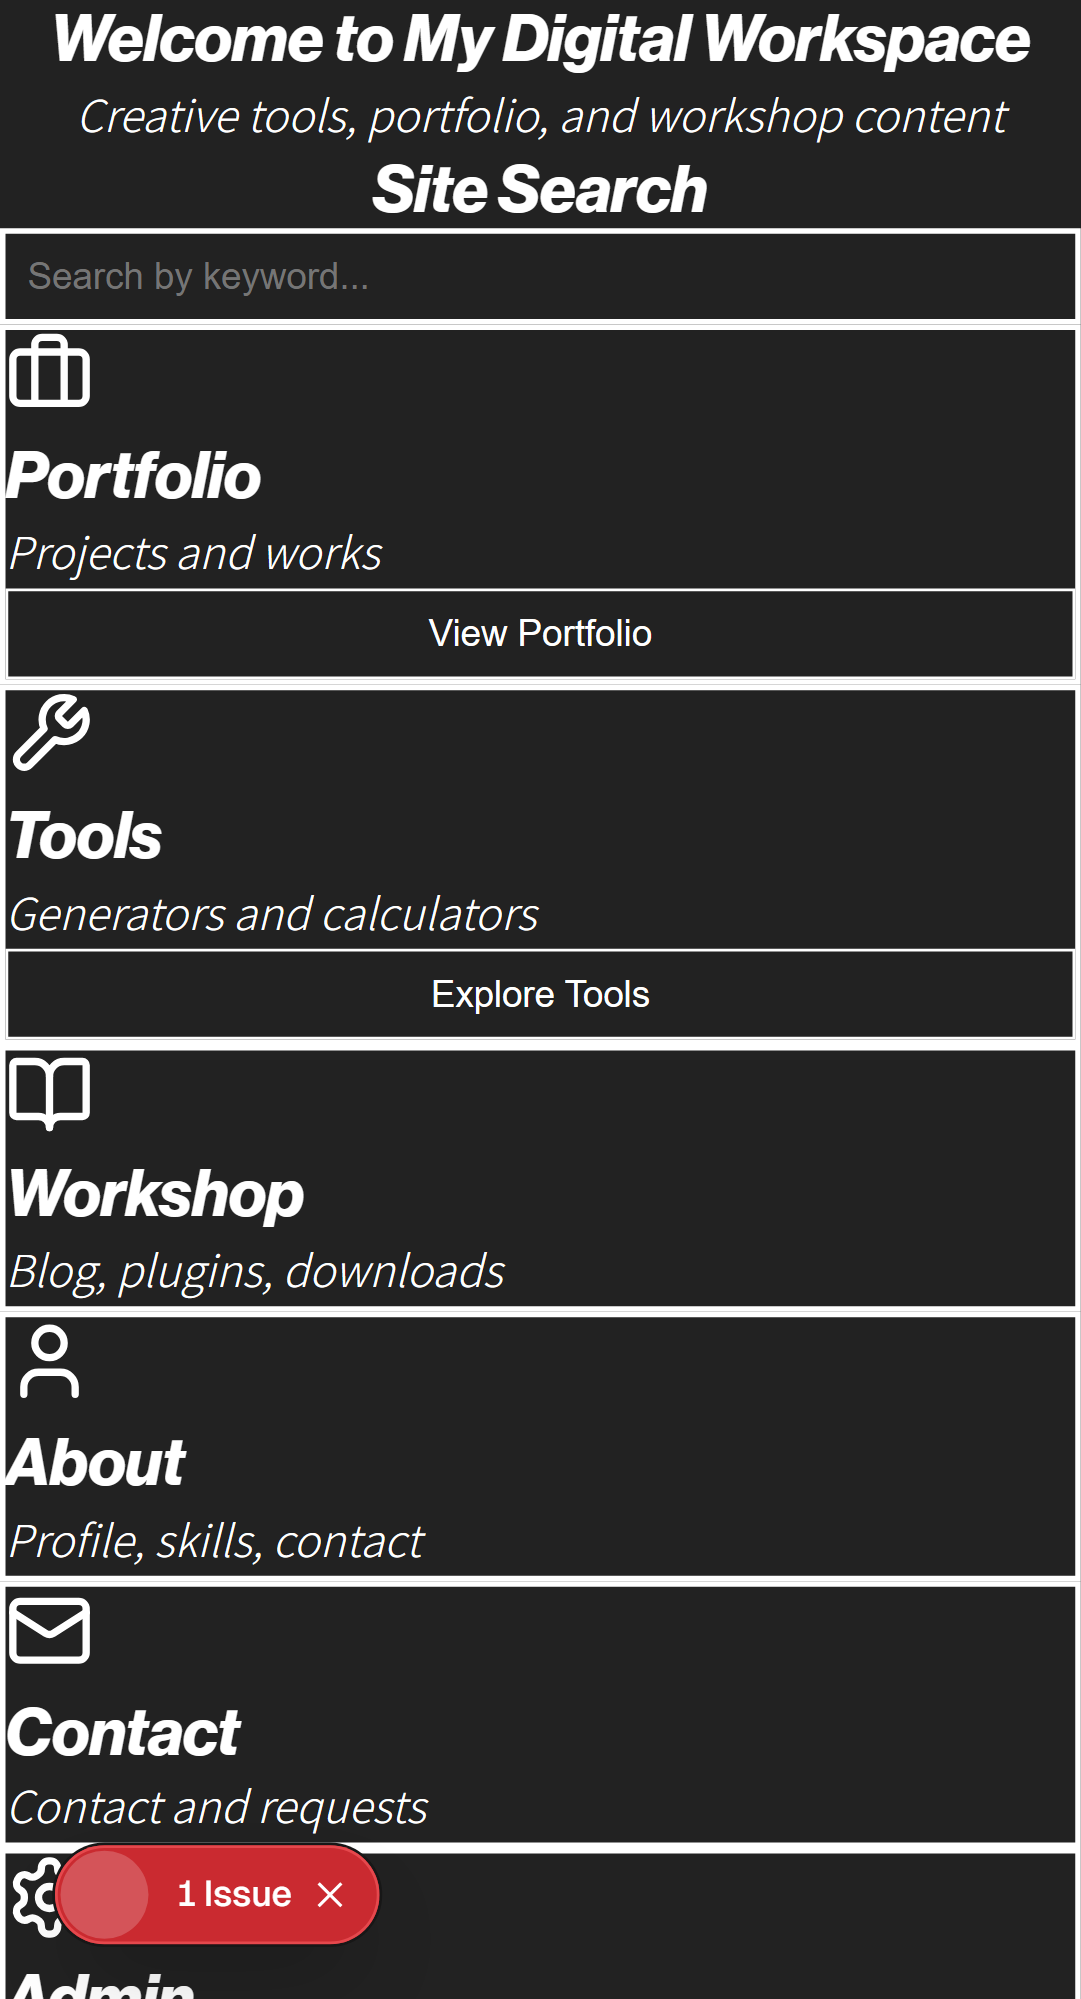 Welcome to My Digital Workspace
Creative tools, portfolio, and workshop content
Site Search
Search by keyword...
Portfolio
Projects and works
View Portfolio
Tools
Generators and calculators
Explore Tools
Workshop
Blog, plugins, downloads
About
Profile, skills, contact
Contact
Contact and requests
1 Issue
Admin